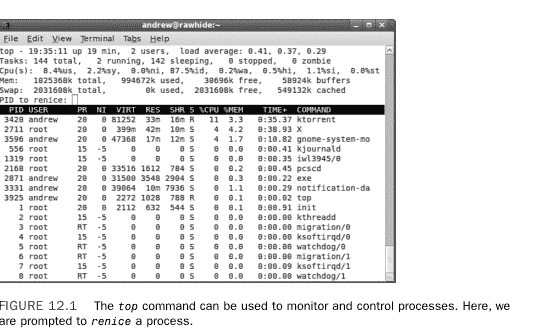 andrew@rawhide:~
File Edit View Terminal Tabs Help
top - 19:35:11 up 19 min, 2 users, load average: 0.41, 0.37, 0.29
Tasks: 144 total, 2 running, 142 sleeping, 0 stopped, 0 zombie
Cpu(s): 8.4%us, 2.2%sy, 0.0%ni, 87.5%id, 0.2%wa, 0.5%hi, 1.1%si, 0.0%st
Mem: 1025368k total, 994672k used, 30696k free, 58924k buffers
Swap: 2031608k total, 0k used, 2031608k free, 549132k cached
PID to renice:
PID USER PR NI VIRT RES SHR S %CPU %MEM TIME+ COMMAND
3420 andrew 20 0 81252 33m 16m R 11 3.3 0:35.37 ktorrent
2711 root 20 0 399m 42m 10m S 4 4.2 0:38.93 X
3596 andrew 20 0 47368 17m 12m S 4 1.7 0:10.82 gnome-system-mo
556 root 15 -5 0 0 0 S 0 0.0 0:00.41 kjournald
1319 root 15 -5 0 0 0 S 0 0.0 0:00.35 iwl3945/0
2168 root 20 0 33516 1612 784 S 0 0.2 0:00.45 pcscd
2871 andrew 20 0 31500 3548 2904 S 0 0.3 0:00.22 exe
3331 andrew 20 0 39064 10m 7936 S 0 1.1 0:00.29 notification-da
3925 andrew 20 0 2272 1028 788 R 0 0.1 0:00.02 top
1 root 20 0 2112 632 544 S 0 0.1 0:00.91 init
2 root 15 -5 0 0 0 S 0 0.0 0:00.00 kthreadd
3 root RT -5 0 0 0 S 0 0.0 0:00.00 migration/0
4 root 15 -5 0 0 0 S 0 0.0 0:00.00 ksoftirqd/0
5 root RT -5 0 0 0 S 0 0.0 0:00.00 watchdog/0
6 root RT -5 0 0 0 S 0 0.0 0:00.00 migration/1
7 root 15 -5 0 0 0 S 0 0.0 0:00.09 ksoftirqd/1
8 root RT -5 0 0 0 S 0 0.0 0:00.00 watchdog/1
FIGURE 12.1 The top command can be used to monitor and control processes. Here, we
are prompted to renice a process.